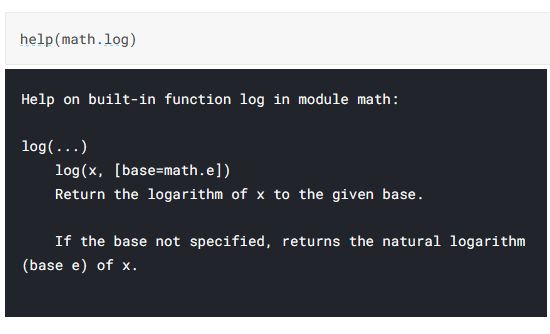 help(math.log)
Help on built-in function log in module math:
log(...)
log(x, [base=math.e])
Return the logarithm of x to the given base.
If the base not specified, returns the natural logarithm
(base e) of x.